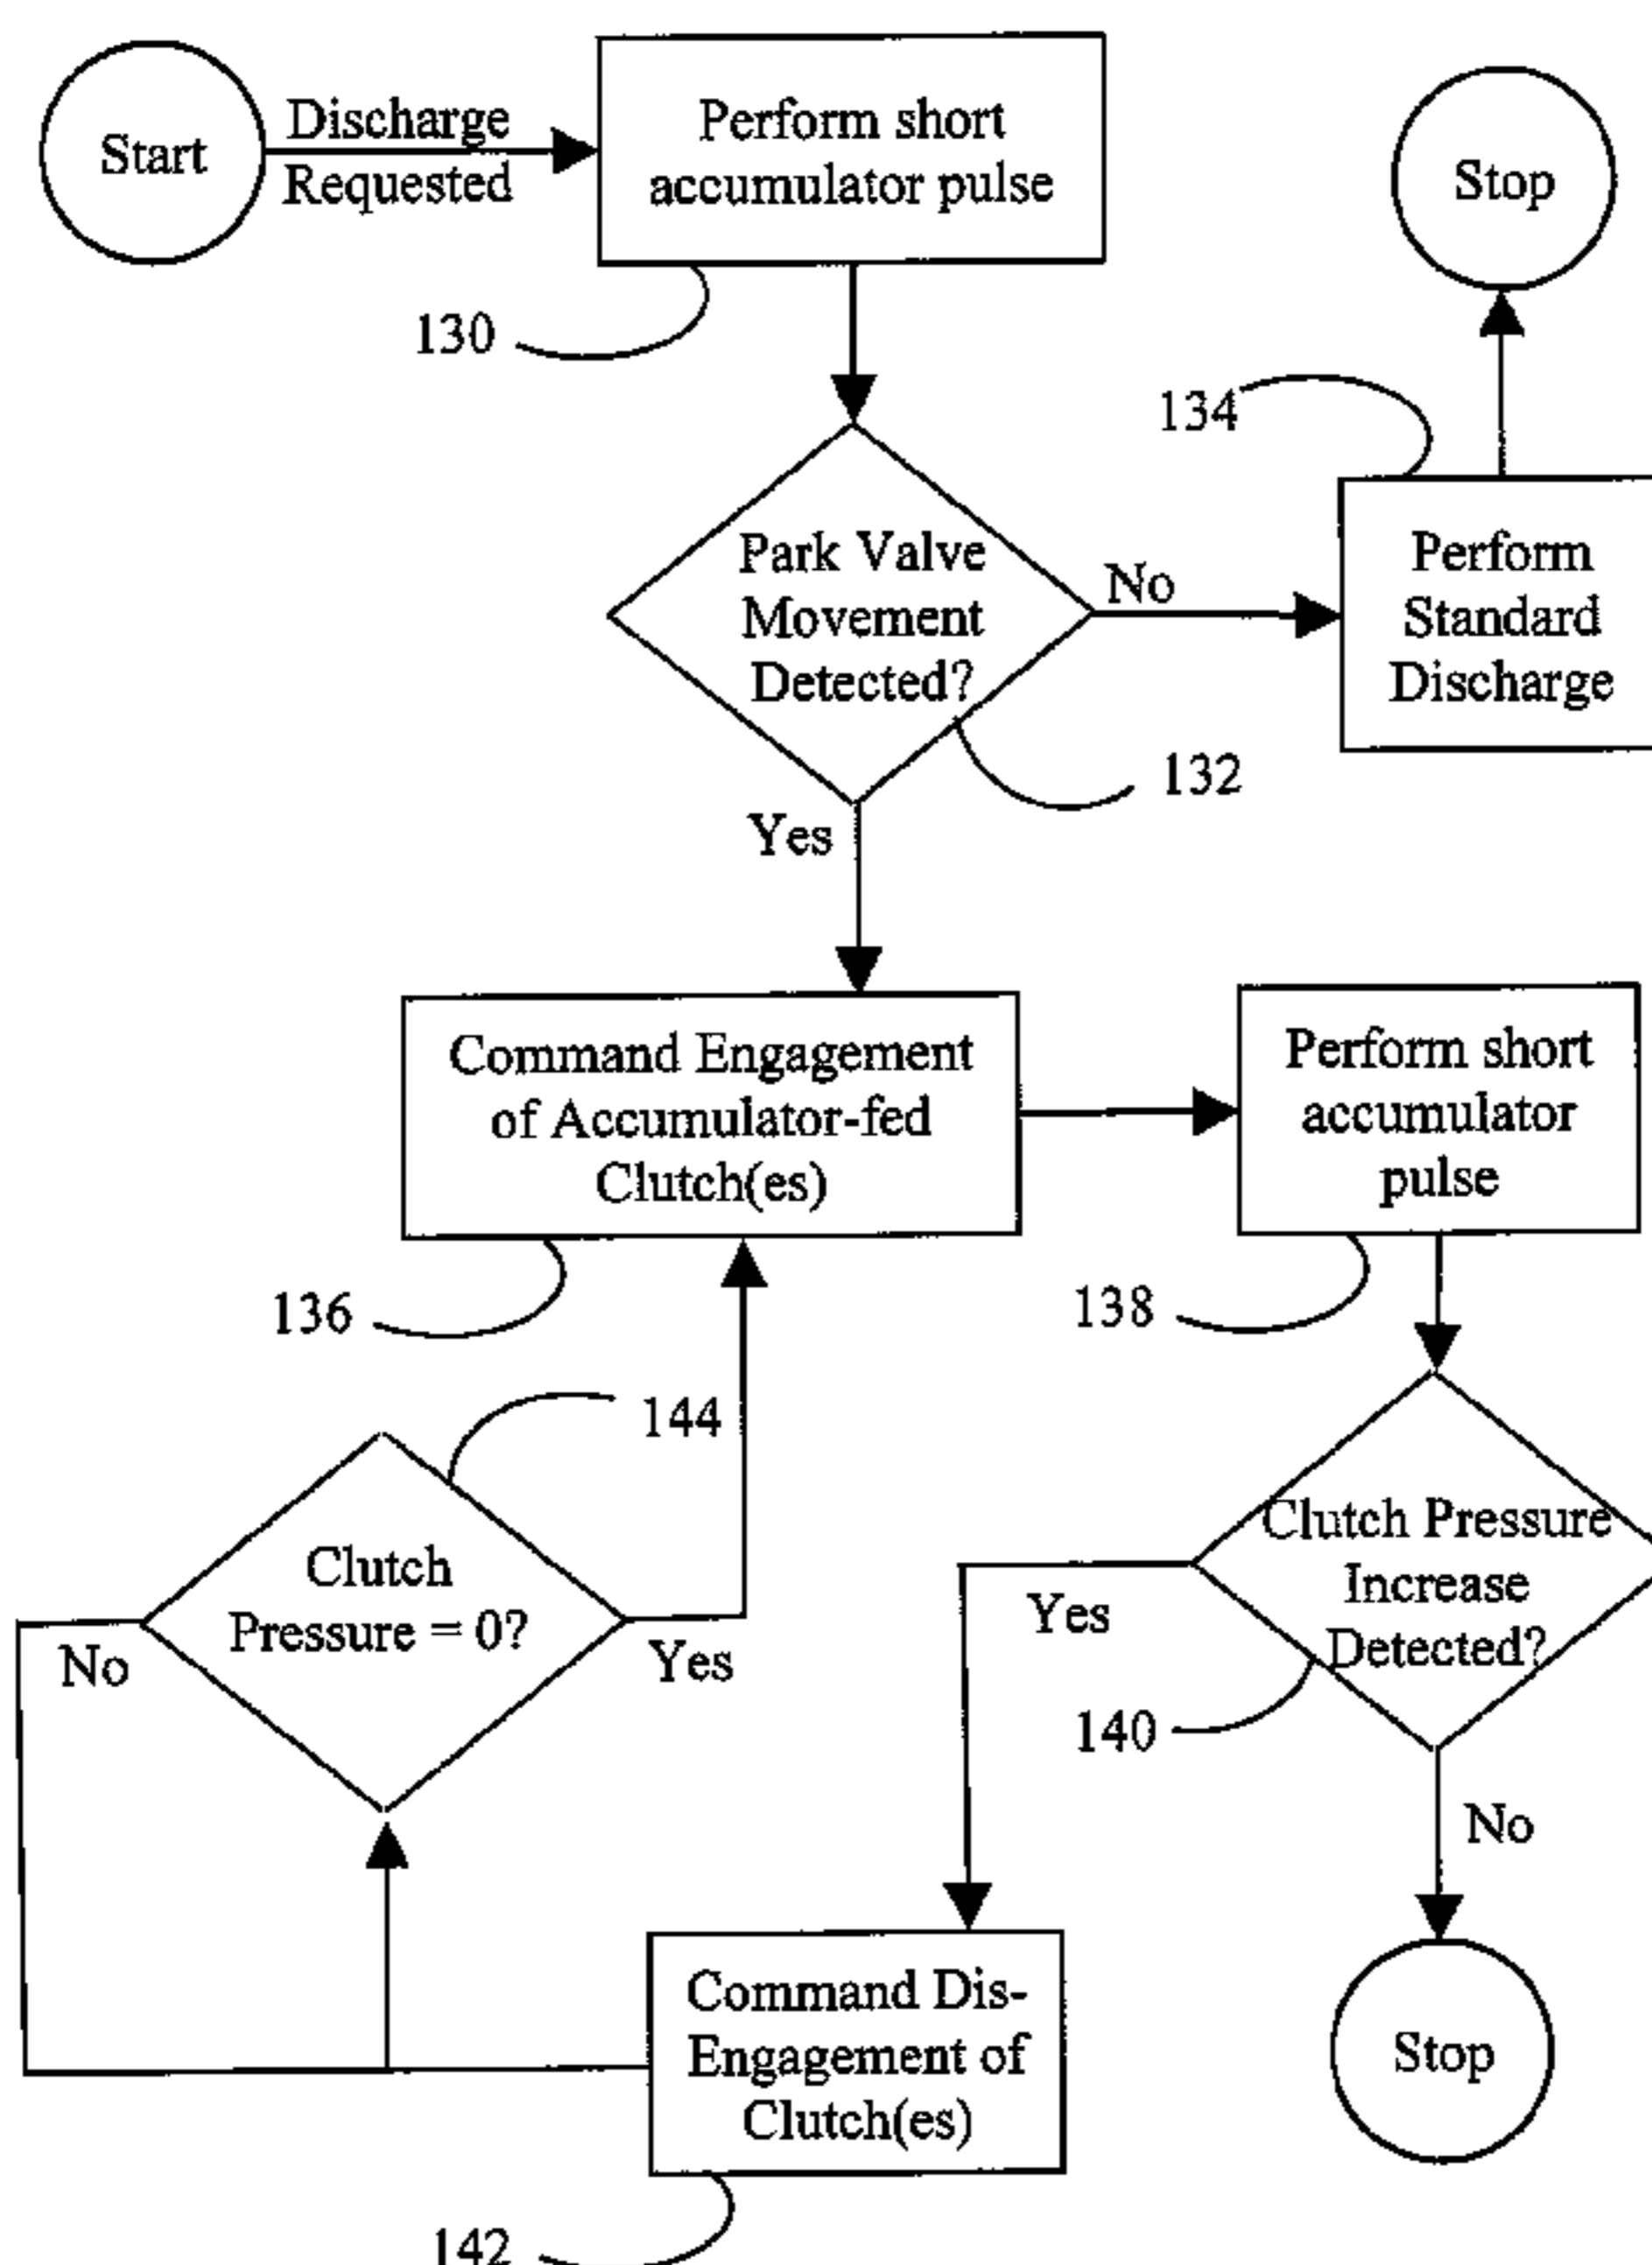 Start
Discharge
Requested
Perform short
accumulator pulse
130
Stop
134
Perform
Standard
Discharge
No
Park Valve
Movement
Detected?
132
Yes
Command Engagement
of Accumulator-fed
Clutch(es)
136
Perform short
accumulator
pulse
138
144
Clutch
Pressure = 0?
No
Yes
Clutch Pressure
Increase
Detected?
Yes
140
No
Command Dis-
Engagement of
Clutch(es)
142
Stop